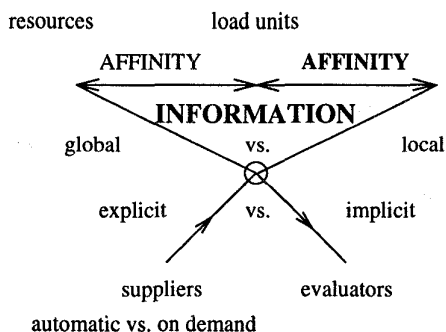 resources load units
AFFINITY AFFINITY
INFORMATION
global vs. local
explicit vs. implicit
suppliers evaluators
automatic vs. on demand